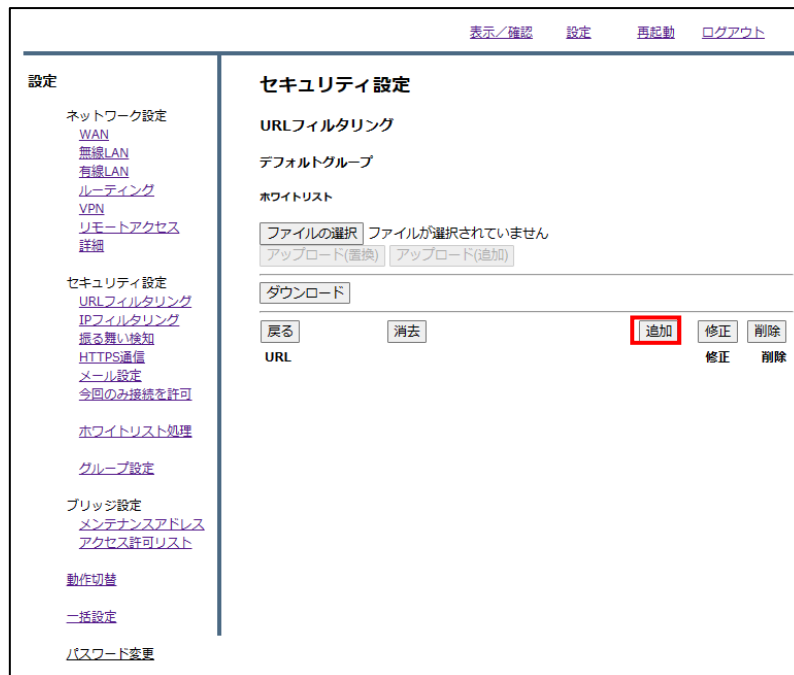 表示／確認 設定 再起動 ログアウト
設定
ネットワーク設定
WAN
無線LAN
有線LAN
ルーティング
VPN
リモートアクセス
詳細
セキュリティ設定
URLフィルタリング
IPフィルタリング
振る舞い検知
HTTPS通信
メール設定
今回のみ接続を許可
ホワイトリスト処理
グループ設定
ブリッジ設定
メンテナンスアドレス
アクセス許可リスト
動作切替
一括設定
パスワード変更
セキュリティ設定
URLフィルタリング
デフォルトグループ
ホワイトリスト
ファイルの選択 ファイルが選択されていません
アップロード(置換) アップロード(追加)
ダウンロード
戻る 消去 追加 修正 削除
URL 修正 削除